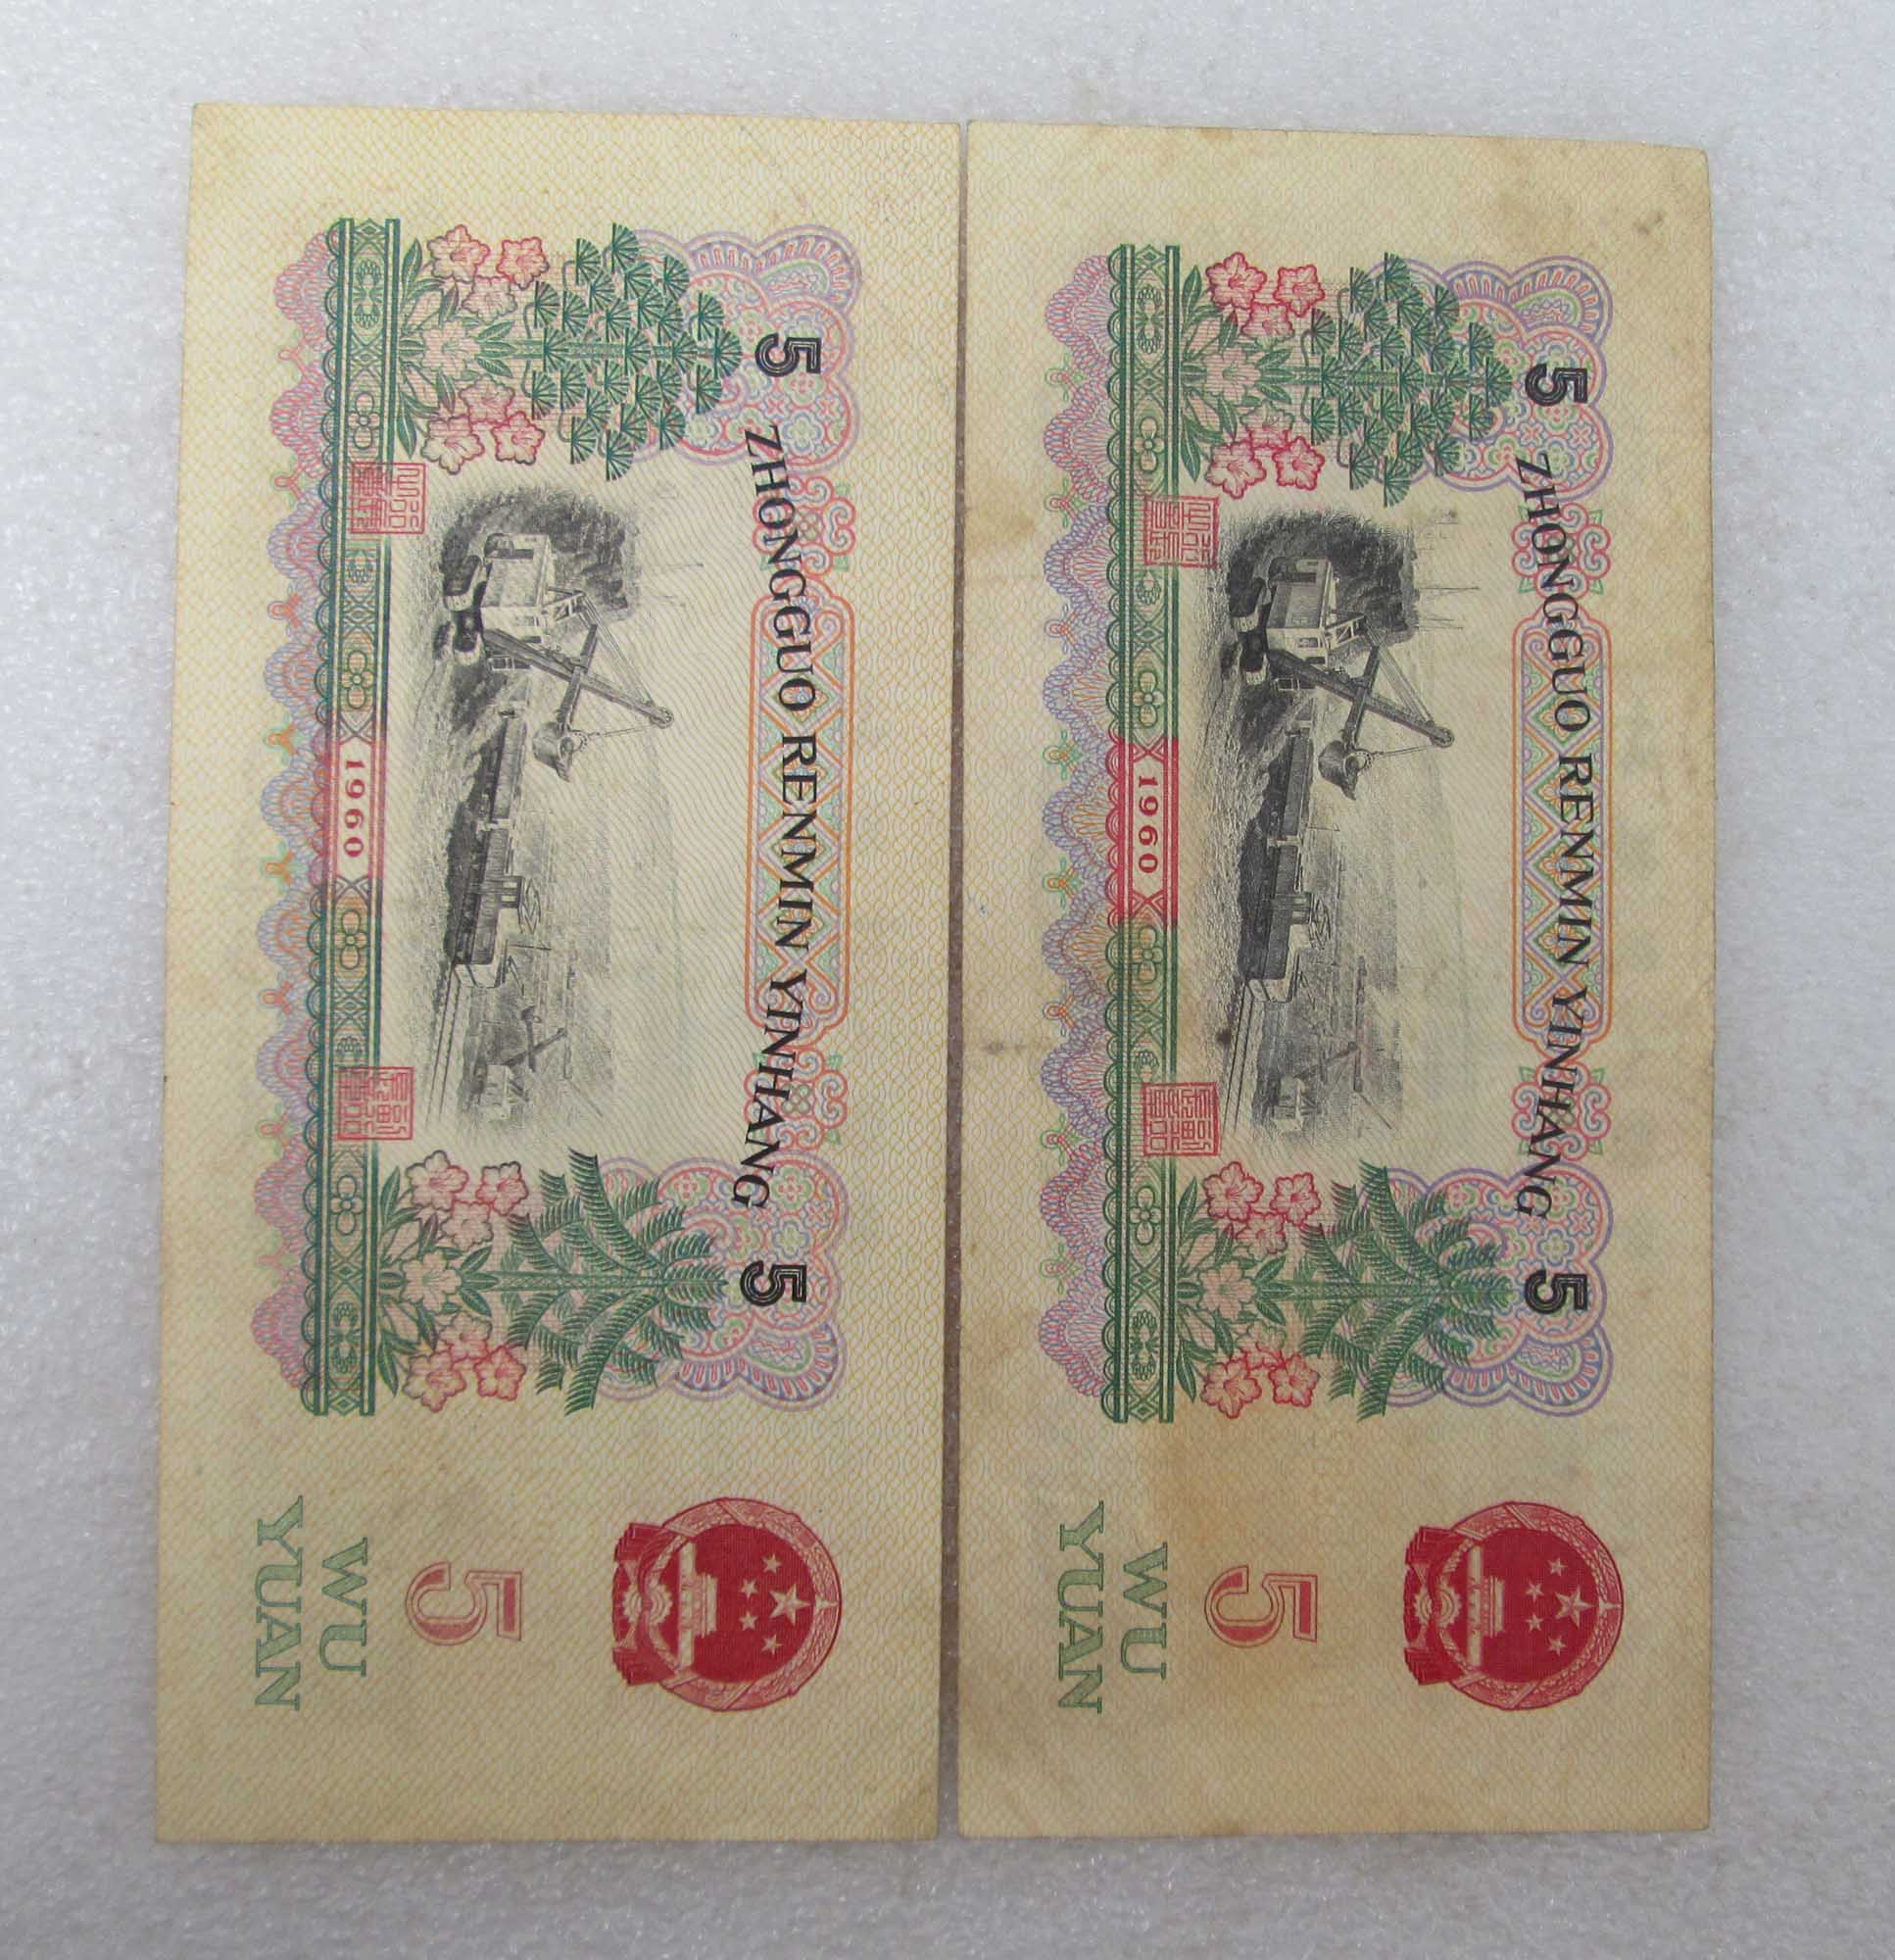 5 ZHONGGUO RENMIN YINHANG 5
1960
5
WU
YUAN
5 ZHONGGUO RENMIN YINHANG 5
1960
5
WU
YUAN